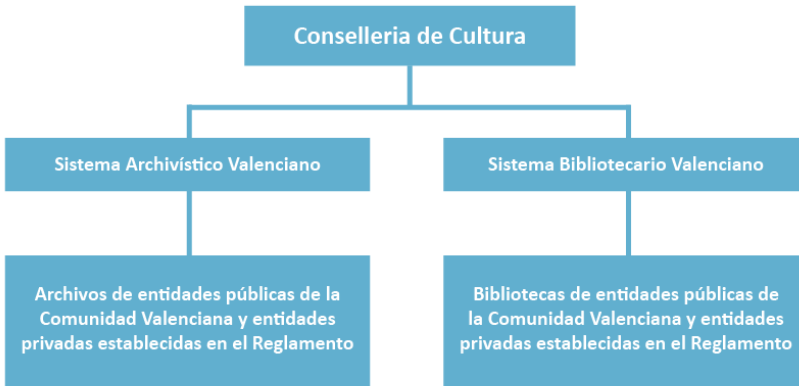 Conselleria de Cultura
Sistema Archivístico Valenciano
Sistema Bibliotecario Valenciano
Archivos de entidades públicas de la
Comunidad Valenciana y entidades
privadas establecidas en el Reglamento
Bibliotecas de entidades públicas de
la Comunidad Valenciana y entidades
privadas establecidas en el Reglamento